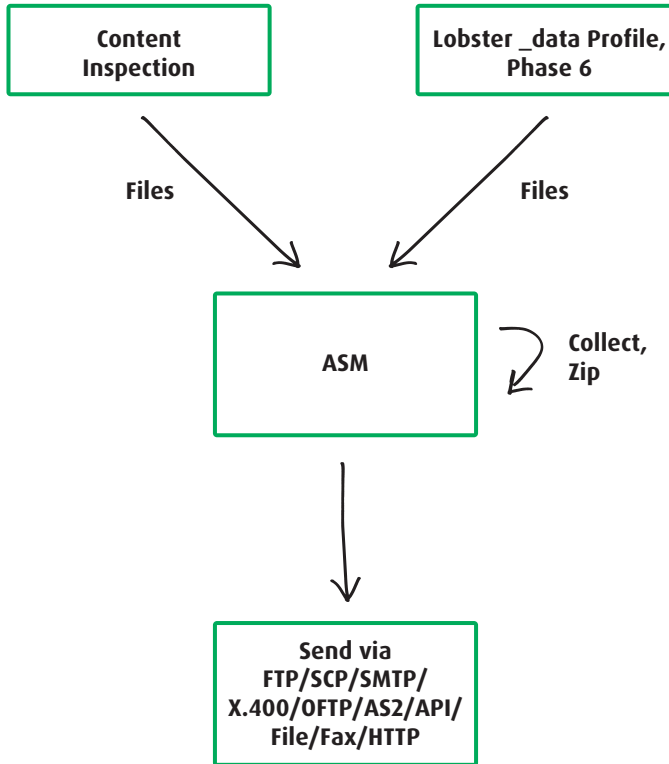 Content
Inspection
Lobster _data Profile,
Phase 6
Files
Files
ASM
Collect,
Zip
Send via
FTP/SCP/SMTP/
X.400/OFTP/AS2/API/
File/Fax/HTTP